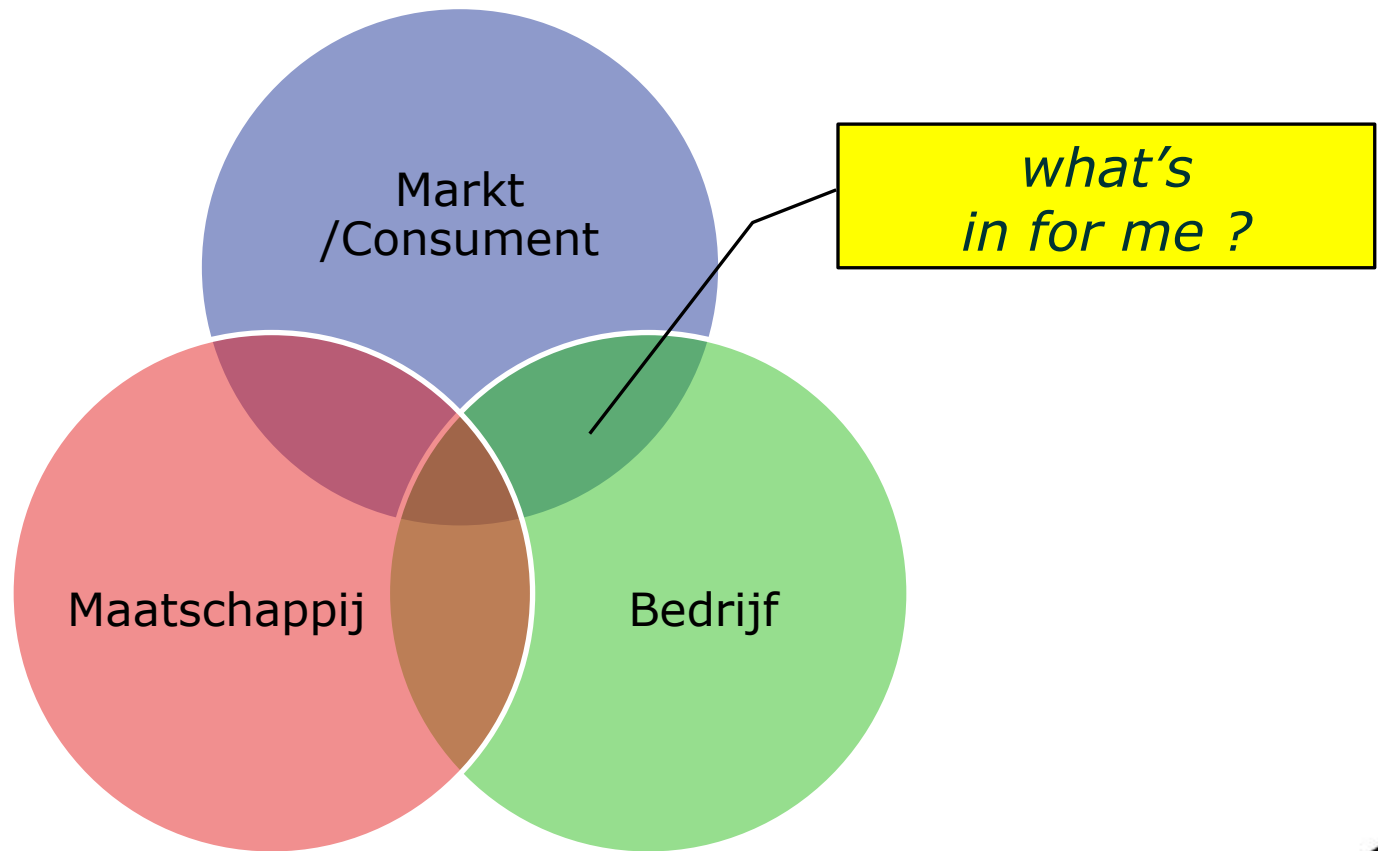 Markt
/Consument
what’s
in for me ?
Maatschappij
Bedrijf